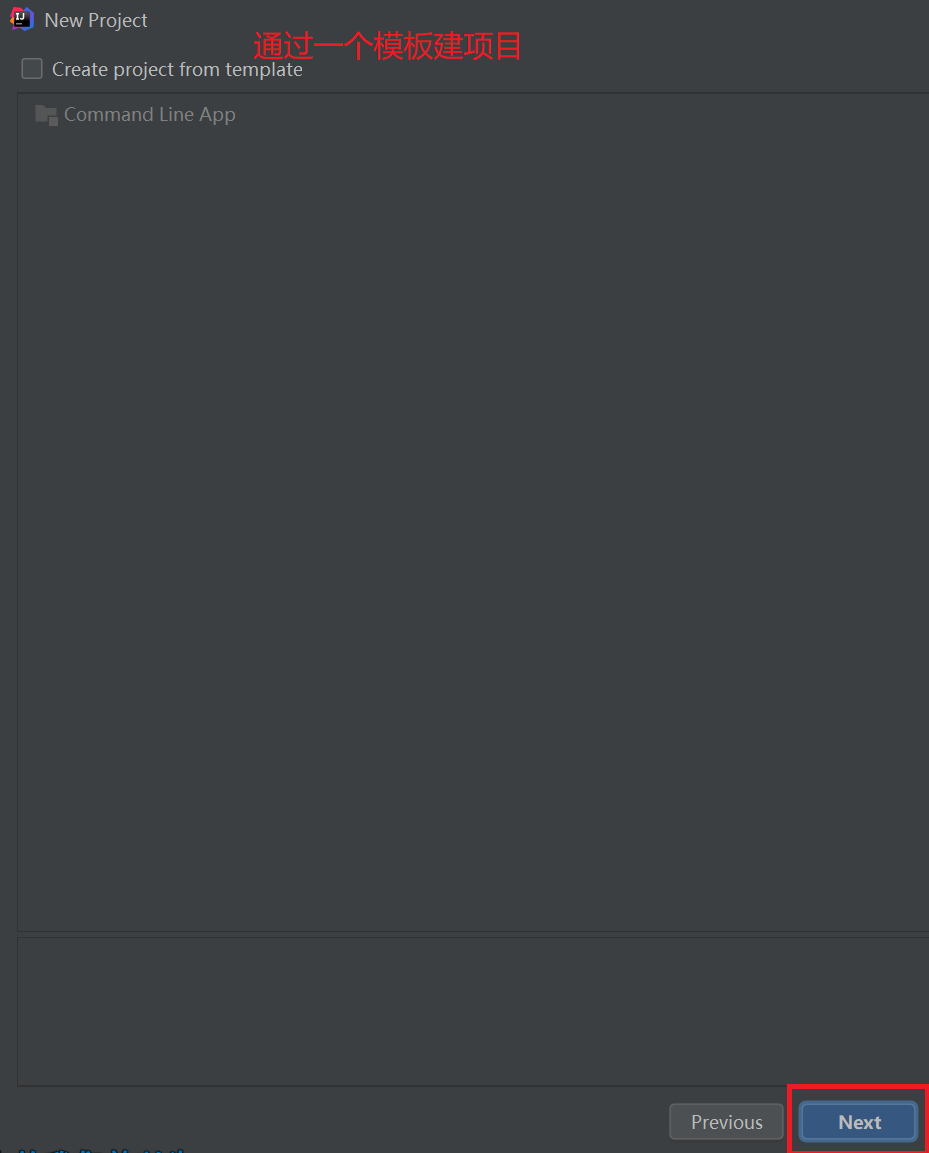 New Project
通过一个模板建项目
Create project from template
Command Line App
Previous
Next